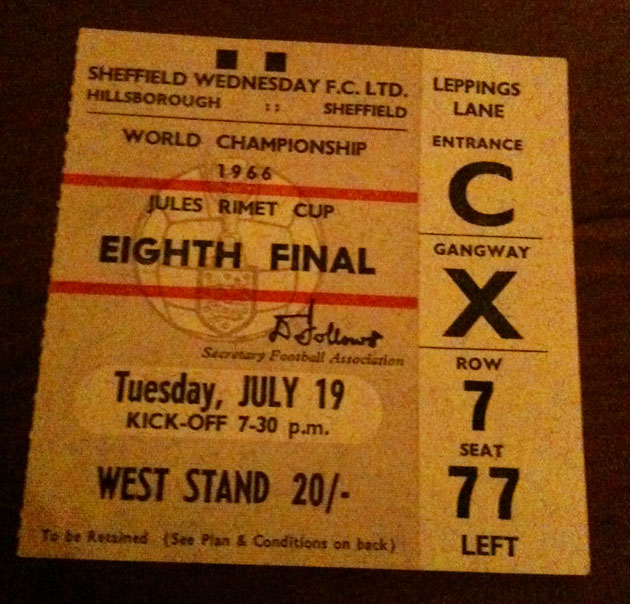 SHEFFIELD WEDNESDAY F.C. LTD.
HILLSBOROUGH :: SHEFFIELD
WORLD CHAMPIONSHIP
1966
JULES RIMET CUP
EIGHTH FINAL
D Follows
Secretary Football Association
Tuesday, JULY 19
KICK-OFF 7-30 p.m.
WEST STAND 20/-
To be Retained (See Plan & Conditions on back)
LEPPINGS
LANE
ENTRANCE
C
GANGWAY
X
ROW
7
SEAT
77
LEFT